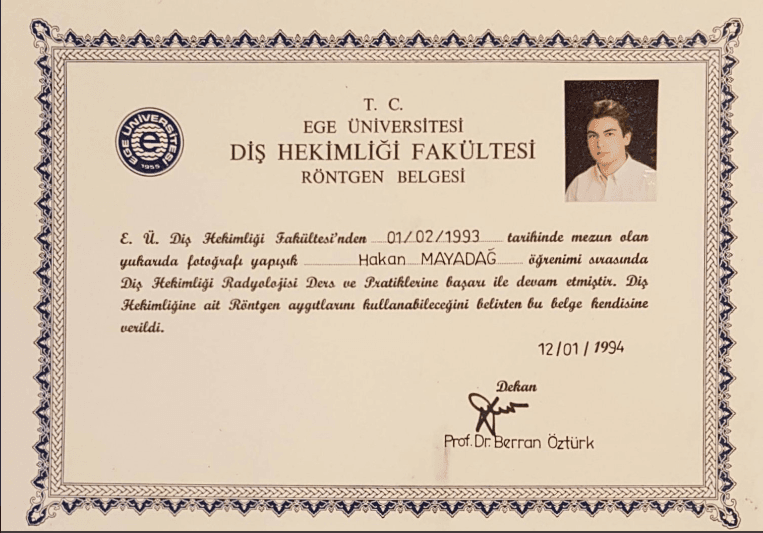 T. C.
EGE ÜNİVERSİTESİ
DİŞ HEKİMLİĞİ FAKÜLTESİ
RÖNTGEN BELGESİ
EGE ÜNİVERSİTESİ
e
1955
E. Ü. Diş Hekimliği Fakültesi'nden 01/02/1993 tarihinde mezun olan
yukarıda fotoğrafı yapışık Hakan MAYADAĞ öğrenimi sırasında
Diş Hekimliği Radyolojisi Ders ve Pratiklerine başarı ile devam etmiştir. Diş
Hekimliğine ait Röntgen aygıtlarını kullanabileceğini belirten bu belge kendisine
verildi.
12/01/1994
Dekan
Prof. Dr. Berran Öztürk